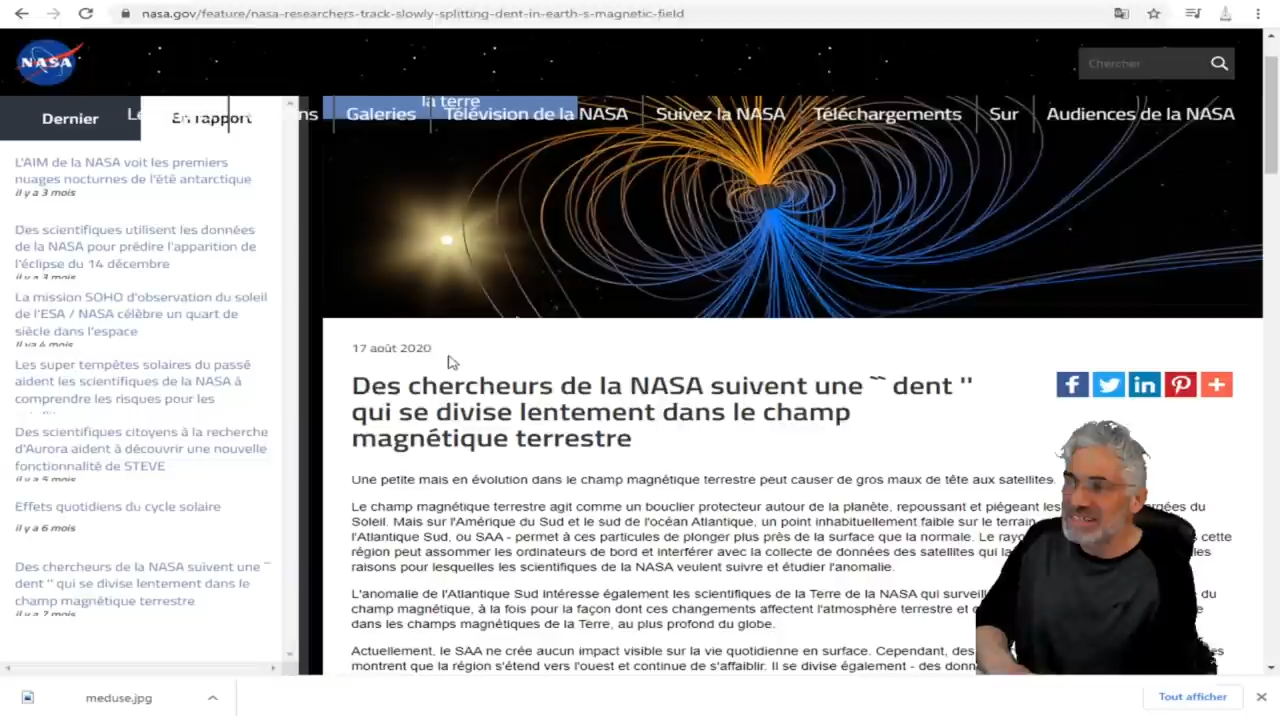 nasa.gov/feature/nasa-researchers-track-slowly-splitting-dent-in-earth-s-magnetic-field
NASA
Chercher
la terre
Galeries
Télévision de la NASA
Suivez la NASA
Téléchargements
Sur
Audiences de la NASA
Dernier
En rapport
L'AIM de la NASA voit les premiers
nuages nocturnes de l'été antarctique
il y a 3 mois
Des scientifiques utilisent les données
de la NASA pour prédire l'apparition de
l'éclipse du 14 décembre
il y a 3 mois
La mission SOHO d'observation du soleil
de l'ESA / NASA célèbre un quart de
siècle dans l'espace
il y a 4 mois
Les super tempêtes solaires du passé
aident les scientifiques de la NASA à
comprendre les risques pour les
Des scientifiques citoyens à la recherche
d'Aurora aident à découvrir une nouvelle
fonctionnalité de STEVE
il y a 5 mois
Effets quotidiens du cycle solaire
il y a 6 mois
Des chercheurs de la NASA suivent une ``
dent '' qui se divise lentement dans le
champ magnétique terrestre
il y a 7 mois
17 août 2020
Des chercheurs de la NASA suivent une `` dent ''
qui se divise lentement dans le champ
magnétique terrestre
Une petite mais en évolution dans le champ magnétique terrestre peut causer de gros maux de tête aux satellites.
Le champ magnétique terrestre agit comme un bouclier protecteur autour de la planète, repoussant et piégeant les du
Soleil. Mais sur l'Amérique du Sud et le sud de l'océan Atlantique, un point inhabituellement faible sur le terrain
l'Atlantique Sud, ou SAA - permet à ces particules de plonger plus près de la surface que la normale. Le cette
région peut assommer les ordinateurs de bord et interférer avec la collecte de données des satellites qui les
raisons pour lesquelles les scientifiques de la NASA veulent suivre et étudier l'anomalie.
L'anomalie de l'Atlantique Sud intéresse également les scientifiques de la Terre de la NASA qui du
champ magnétique, à la fois pour la façon dont ces changements affectent l'atmosphère terrestre et
dans les champs magnétiques de la Terre, au plus profond du globe.
Actuellement, le SAA ne crée aucun impact visible sur la vie quotidienne en surface. Cependant,
montrent que la région s'étend vers l'ouest et continue de s'affaiblir. Il se divise également - des
meduse.jpg
Tout afficher